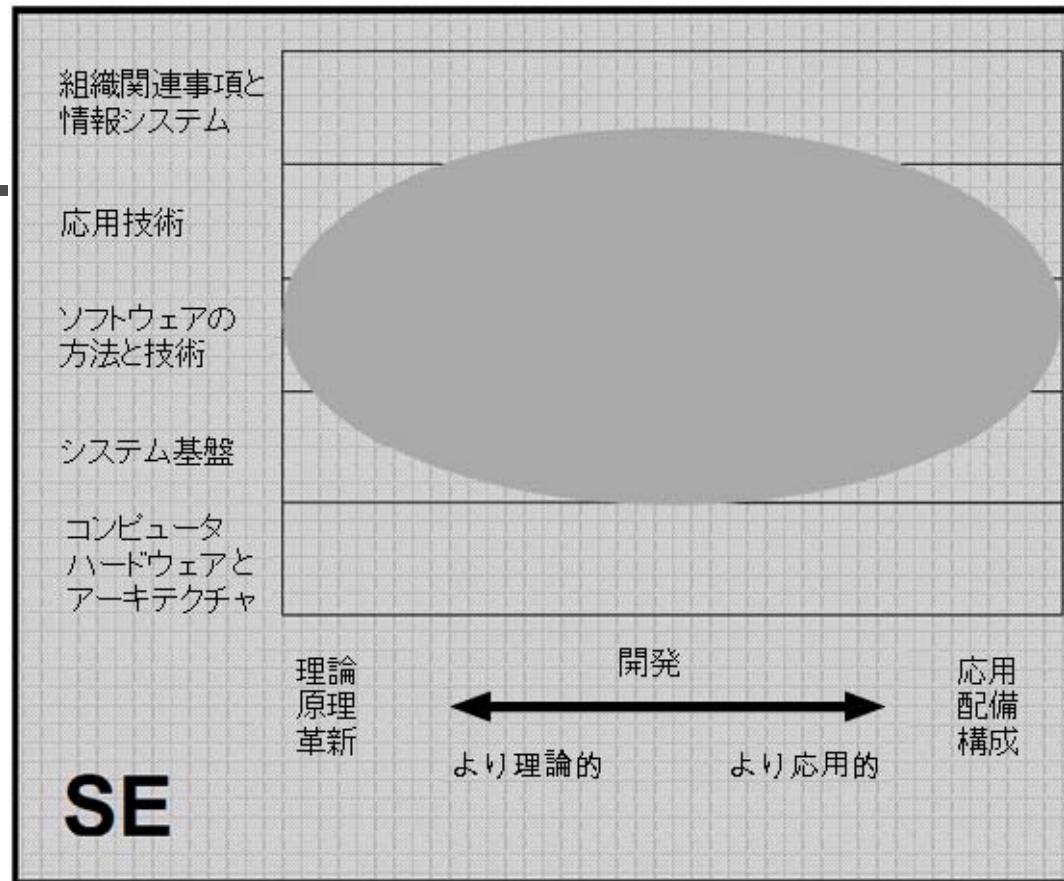 組織関連事項と
情報システム
応用技術
ソフトウェアの
方法と技術
システム基盤
コンピュータ
ハードウェアと
アーキテクチャ
理論
原理
革新
開発
応用
配備
構成
より理論的
より応用的
SE